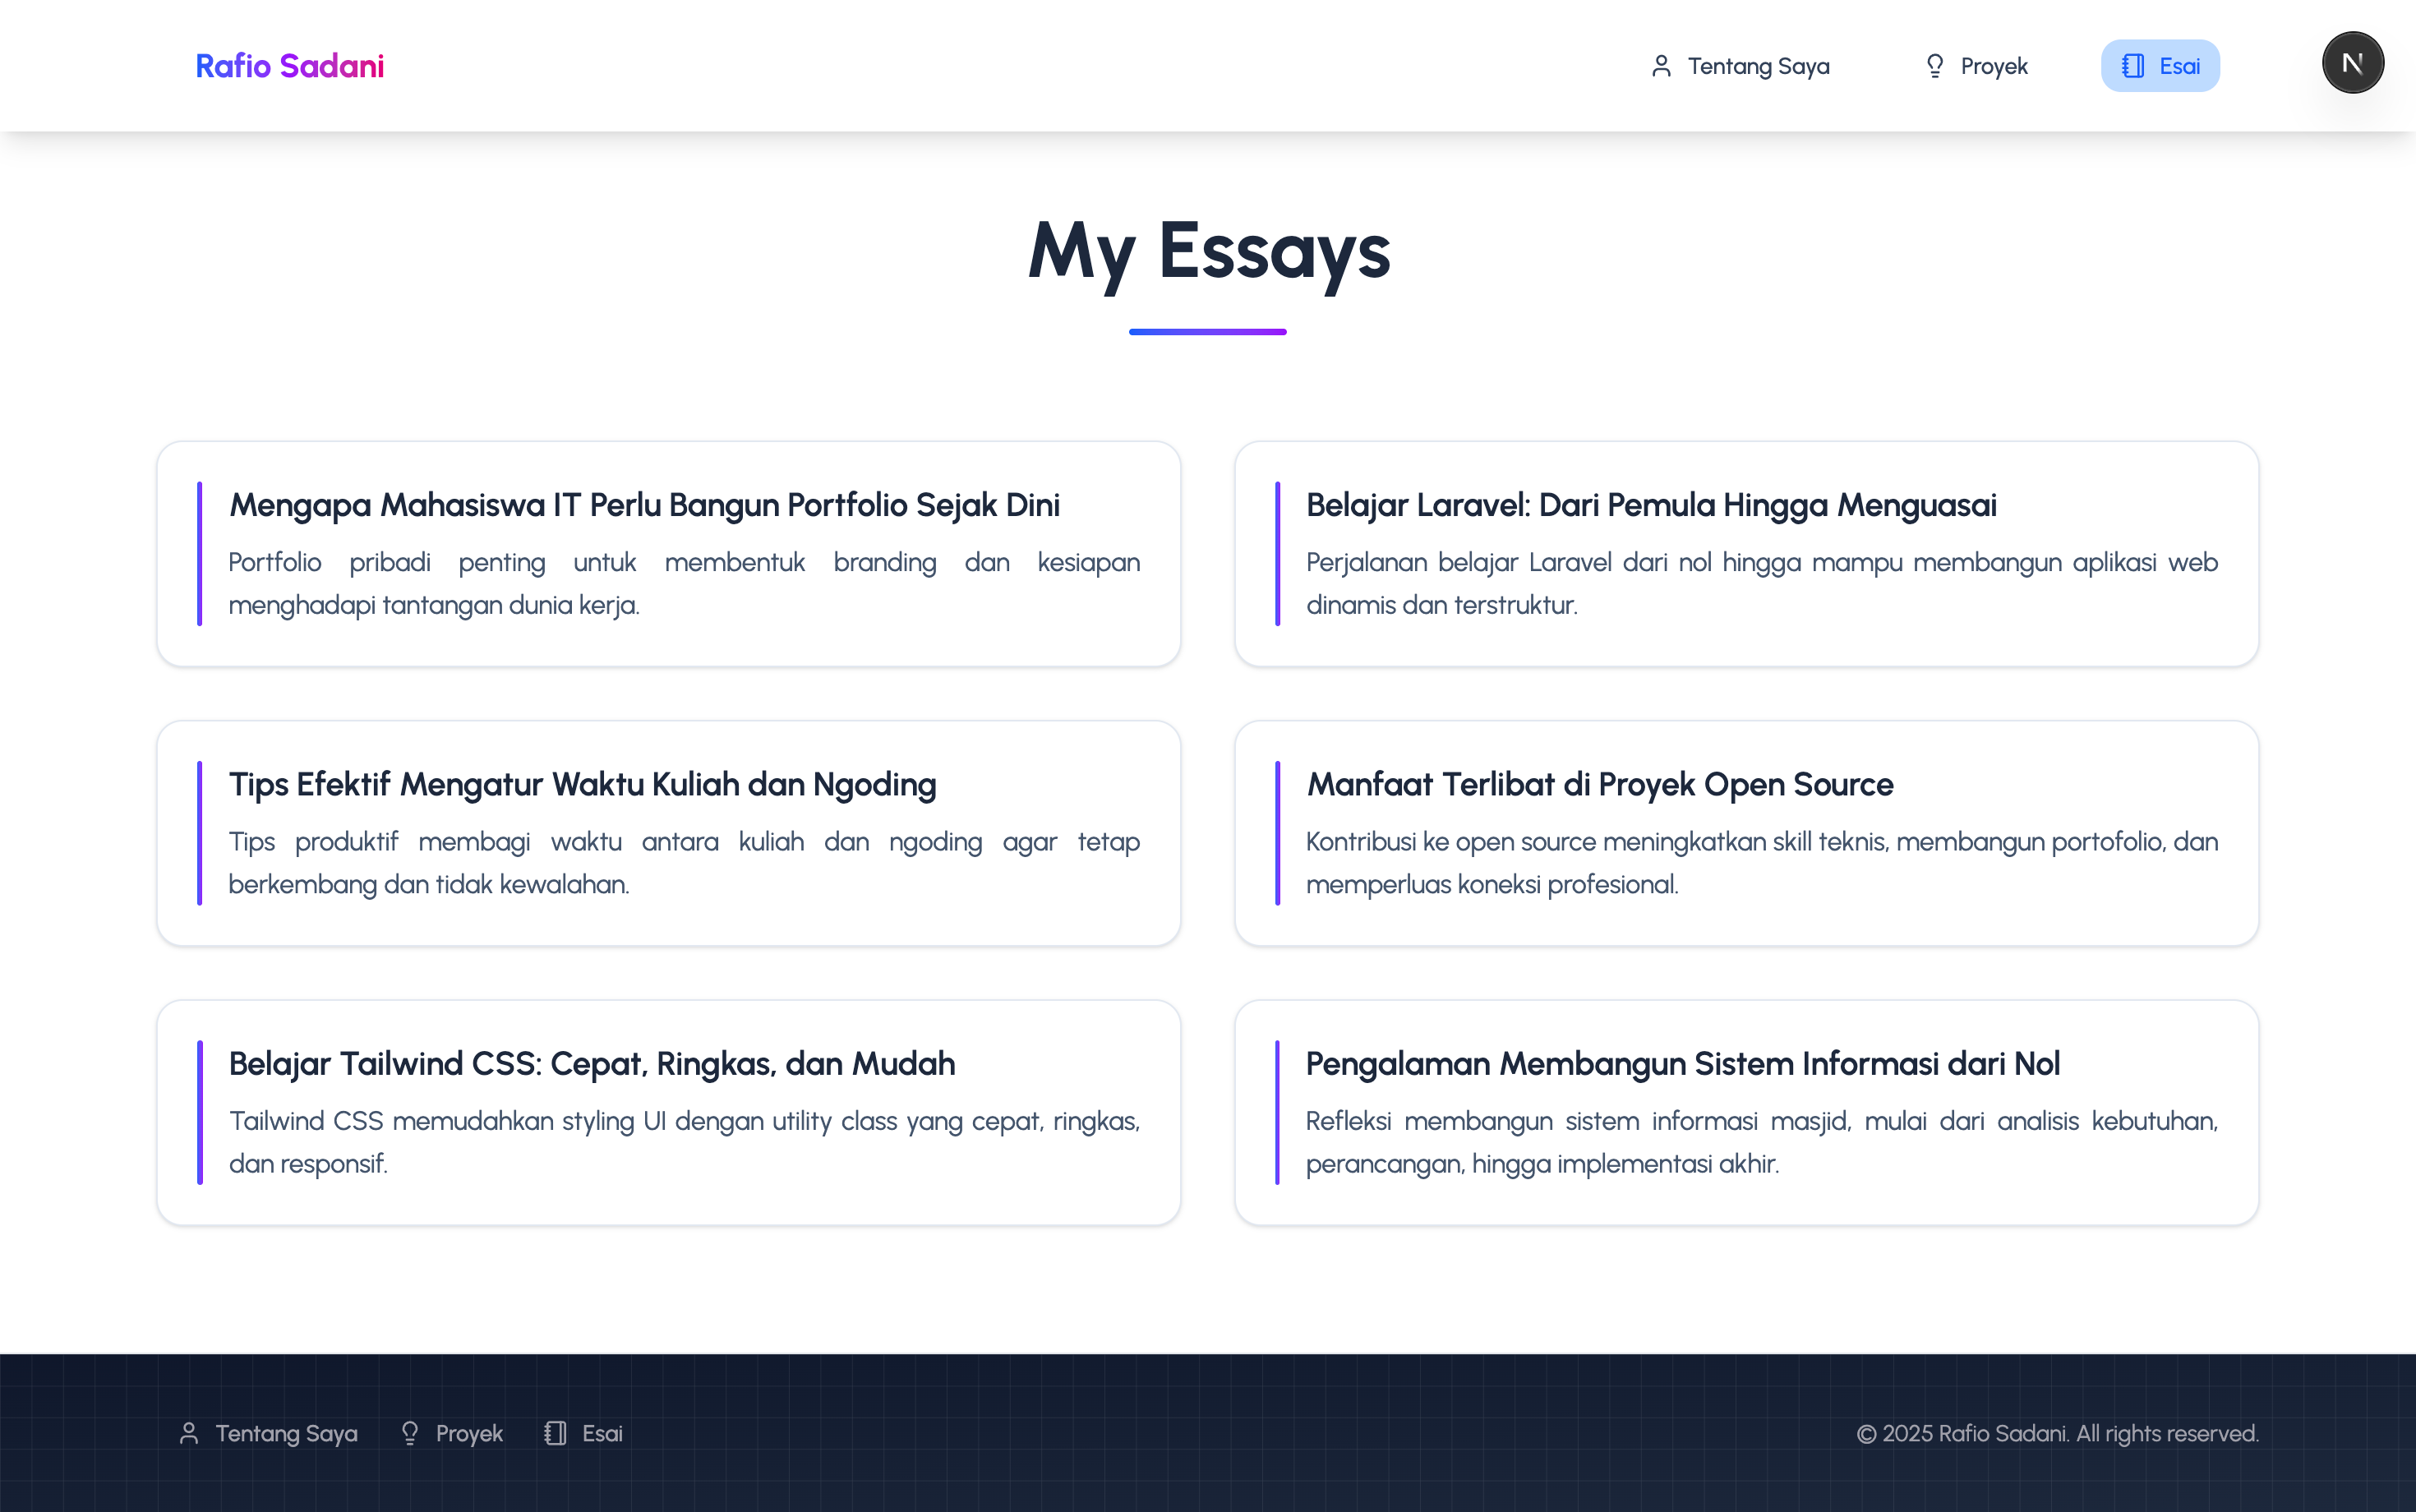 Rafio Sadani
Tentang Saya
Proyek
Esai
N
My Essays
Mengapa Mahasiswa IT Perlu Bangun Portfolio Sejak Dini
Portfolio pribadi penting untuk membentuk branding dan kesiapan
menghadapi tantangan dunia kerja.
Belajar Laravel: Dari Pemula Hingga Menguasai
Perjalanan belajar Laravel dari nol hingga mampu membangun aplikasi web
dinamis dan terstruktur.
Tips Efektif Mengatur Waktu Kuliah dan Ngoding
Tips produktif membagi waktu antara kuliah dan ngoding agar tetap
berkembang dan tidak kewalahan.
Manfaat Terlibat di Proyek Open Source
Kontribusi ke open source meningkatkan skill teknis, membangun portofolio, dan
memperluas koneksi profesional.
Belajar Tailwind CSS: Cepat, Ringkas, dan Mudah
Tailwind CSS memudahkan styling UI dengan utility class yang cepat, ringkas,
dan responsif.
Pengalaman Membangun Sistem Informasi dari Nol
Refleksi membangun sistem informasi masjid, mulai dari analisis kebutuhan,
perancangan, hingga implementasi akhir.
Tentang Saya
Proyek
Esai
© 2025 Rafio Sadani. All rights reserved.